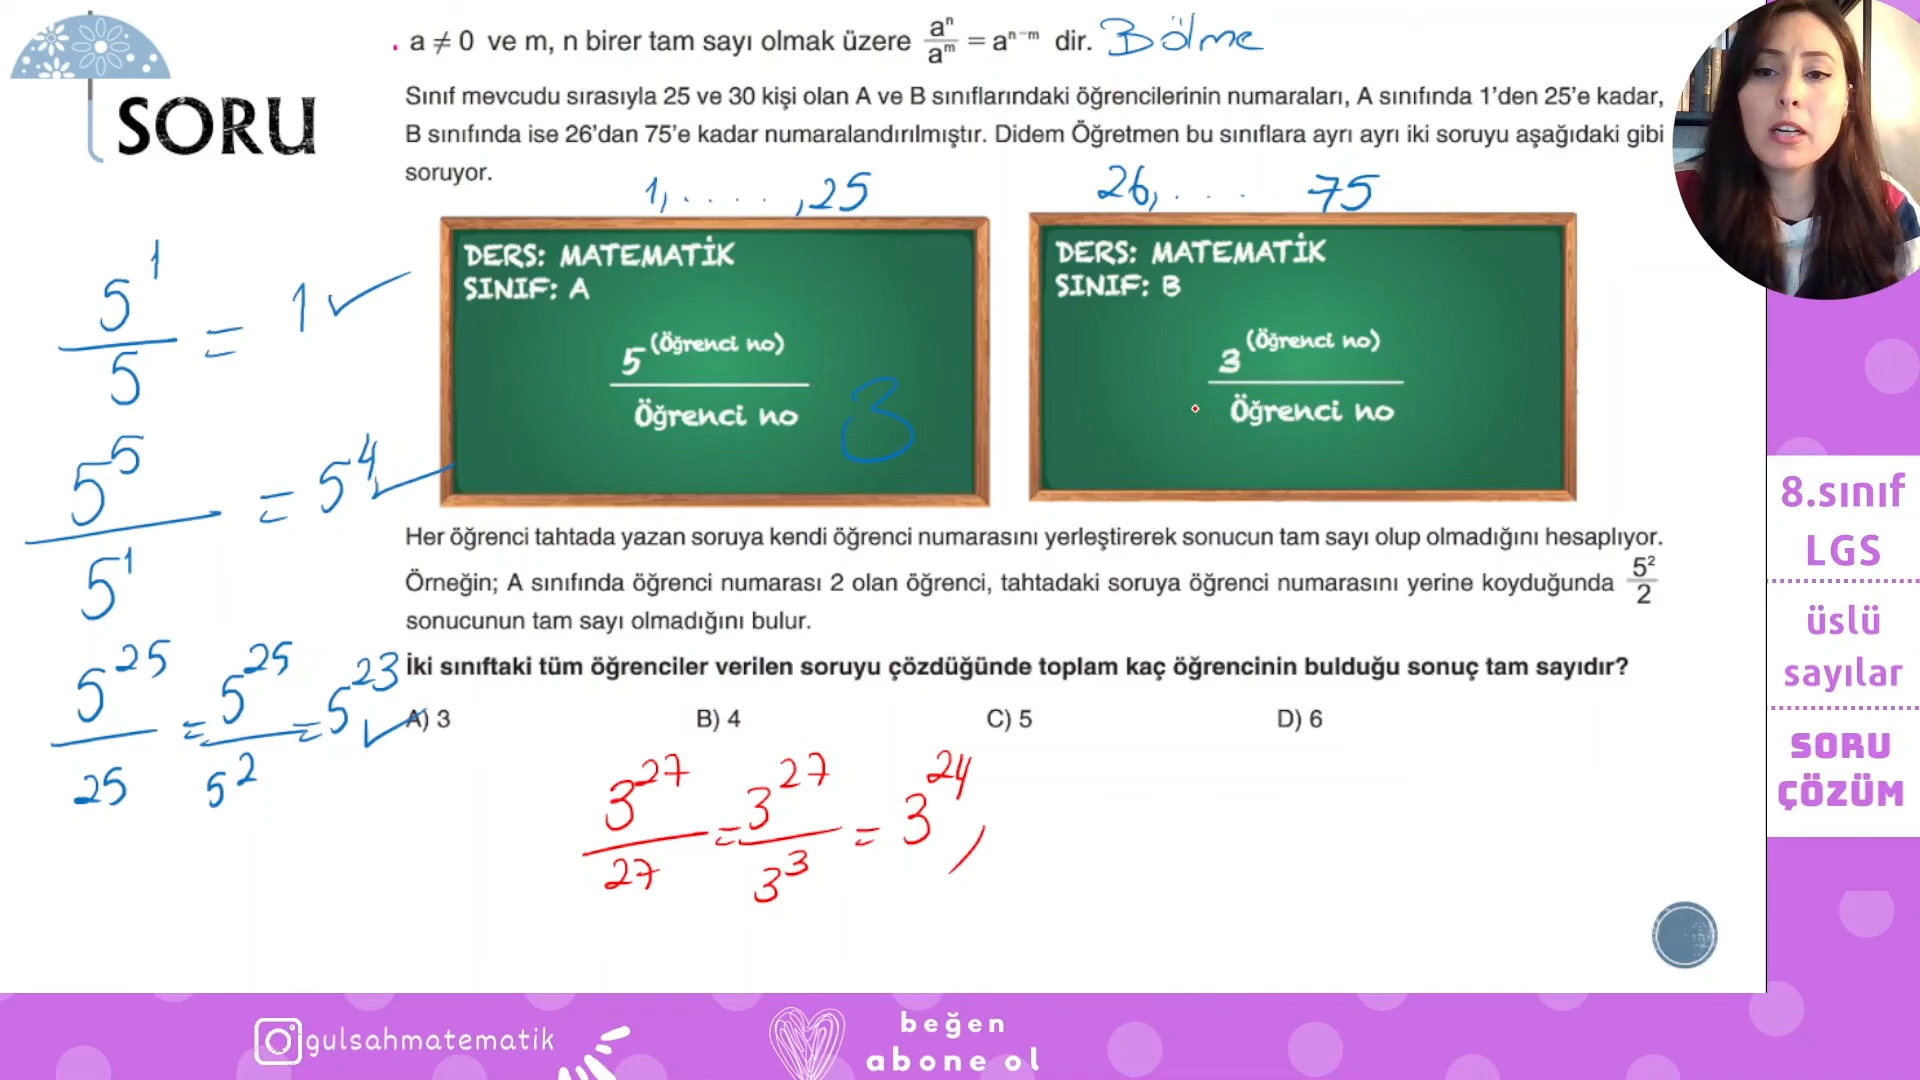 SORU
. a ≠ 0 ve m, n birer tam sayı olmak üzere aⁿ/aᵐ = aⁿ⁻ᵐ dir. Bölme
Sınıf mevcudu sırasıyla 25 ve 30 kişi olan A ve B sınıflarındaki öğrencilerinin numaraları, A sınıfında 1'den 25'e kadar,
B sınıfında ise 26'dan 75'e kadar numaralandırılmıştır. Didem Öğretmen bu sınıflara ayrı ayrı iki soruyu aşağıdaki gibi
soruyor.
1, . . . . , 25
26, . . . 75
DERS: MATEMATİK
SINIF: A
5^(Öğrenci no)
Öğrenci no
3
DERS: MATEMATİK
SINIF: B
3^(Öğrenci no)
Öğrenci no
5¹/5 = 1 ✓
5⁵/5¹ = 5⁴ ✓
5²⁵/25 = 5²⁵/5² = 5²³ ✓
Her öğrenci tahtada yazan soruya kendi öğrenci numarasını yerleştirerek sonucun tam sayı olup olmadığını hesaplıyor.
Örneğin; A sınıfında öğrenci numarası 2 olan öğrenci, tahtadaki soruya öğrenci numarasını yerine koyduğunda 5²/2
sonucunun tam sayı olmadığını bulur.
İki sınıftaki tüm öğrenciler verilen soruyu çözdüğünde toplam kaç öğrencinin bulduğu sonuç tam sayıdır?
A) 3 B) 4 C) 5 D) 6
3²⁷/27 = 3²⁷/3³ = 3²⁴,
8.sınıf
LGS
üslü
sayılar
SORU
ÇÖZÜM
gulsahmatematik
beğen
abone ol